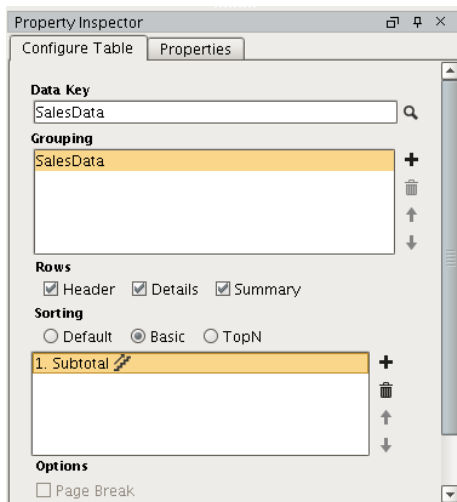 Property Inspector
Configure Table Properties
Data Key
SalesData
Grouping
SalesData
Rows
Header Details Summary
Sorting
Default Basic TopN
1. Subtotal
Options
Page Break